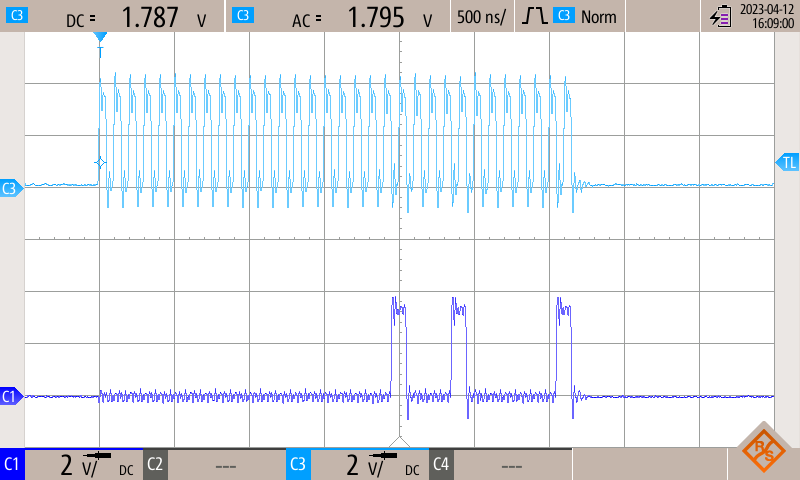 C3 DC = 1.787 V C3 AC = 1.795 V 500 ns/ C3 Norm 2023-04-12
16:09:00
T
TL
C3
C1
C1 2 V/ DC C2 --- C3 2 V/ DC C4 ---
R S